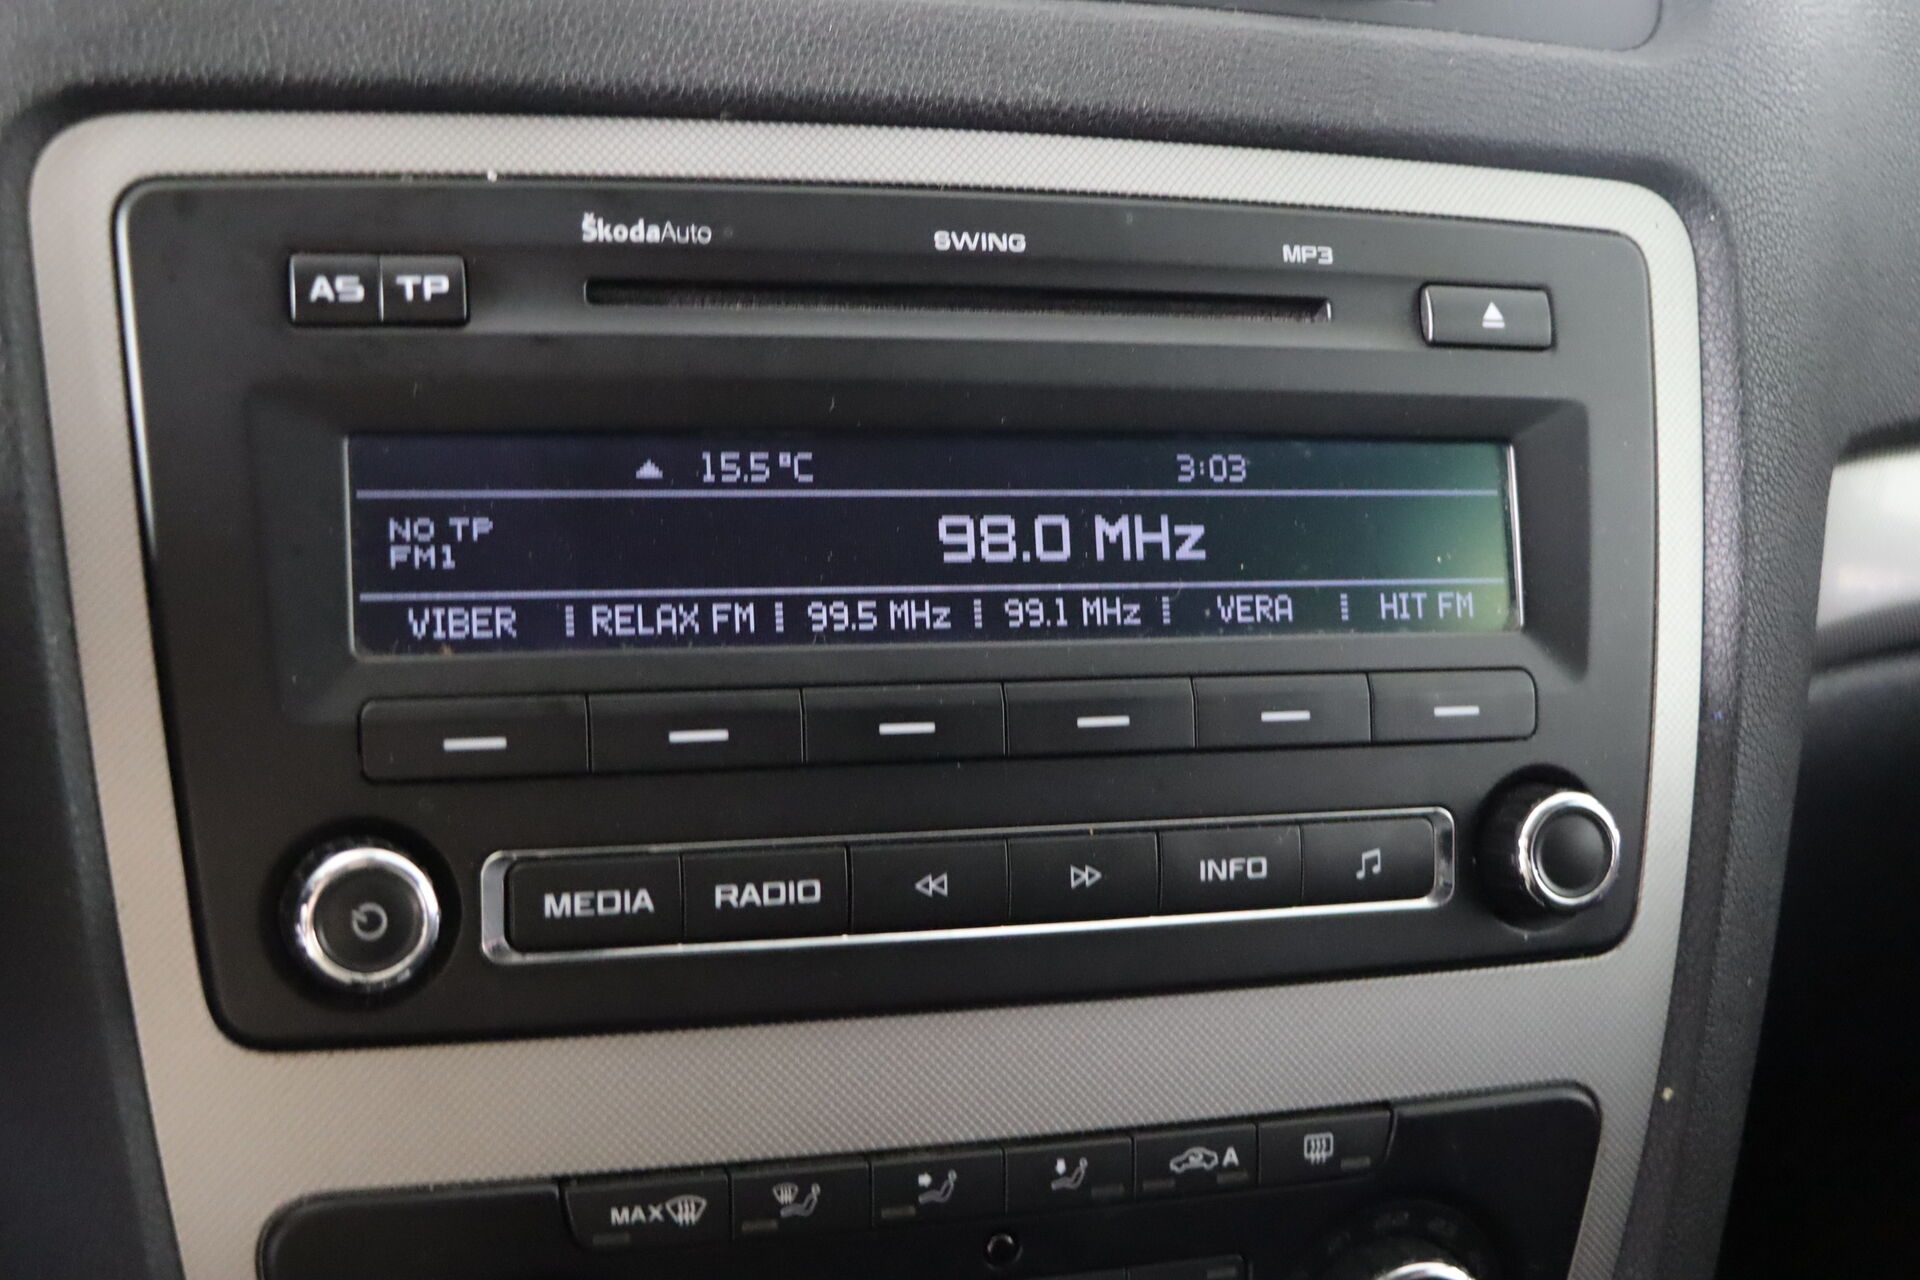 ŠkodaAuto SWING MP3
AS TP
15.5°C 3:03
NO TP
98.0 MHz
FM1
VIBER RELAX FM 99.5 MHz 99.1 MHz VERA HIT FM
MEDIA RADIO INFO
MAX A